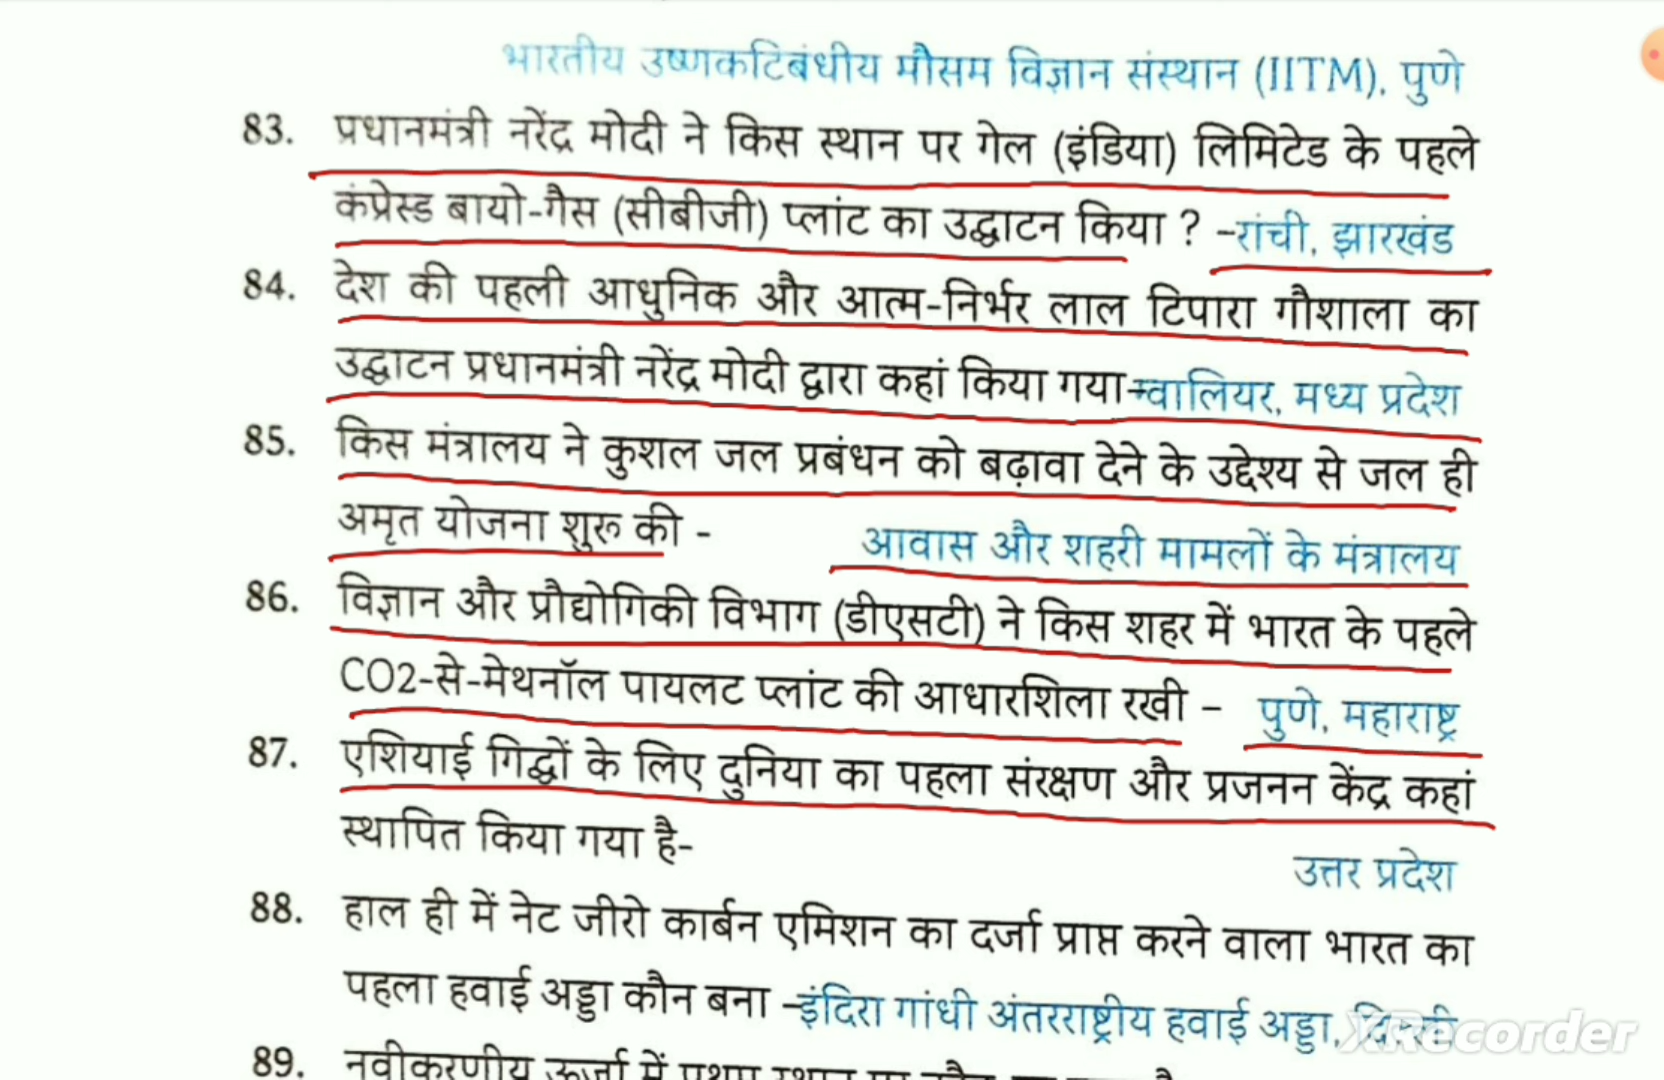 भारतीय उष्णकटिबंधीय मौसम विज्ञान संस्थान (IITM), पुणे
83. प्रधानमंत्री नरेंद्र मोदी ने किस स्थान पर गेल (इंडिया) लिमिटेड के पहले
कंप्रेस्ड बायो-गैस (सीबीजी) प्लांट का उद्घाटन किया ? -रांची, झारखंड
84. देश की पहली आधुनिक और आत्म-निर्भर लाल टिपारा गौशाला का
उद्घाटन प्रधानमंत्री नरेंद्र मोदी द्वारा कहां किया गया-ग्वालियर, मध्य प्रदेश
85. किस मंत्रालय ने कुशल जल प्रबंधन को बढ़ावा देने के उद्देश्य से जल ही
अमृत योजना शुरू की - आवास और शहरी मामलों के मंत्रालय
86. विज्ञान और प्रौद्योगिकी विभाग (डीएसटी) ने किस शहर में भारत के पहले
CO2-से-मेथनॉल पायलट प्लांट की आधारशिला रखी - पुणे, महाराष्ट्र
87. एशियाई गिद्धों के लिए दुनिया का पहला संरक्षण और प्रजनन केंद्र कहां
स्थापित किया गया है-
उत्तर प्रदेश
88. हाल ही में नेट जीरो कार्बन एमिशन का दर्जा प्राप्त करने वाला भारत का
पहला हवाई अड्डा कौन बना -इंदिरा गांधी अंतरराष्ट्रीय हवाई अड्डा, दिल्ली
XRecorder
89. नवीकरणीय ऊर्जा में प्रथम स्थान पर